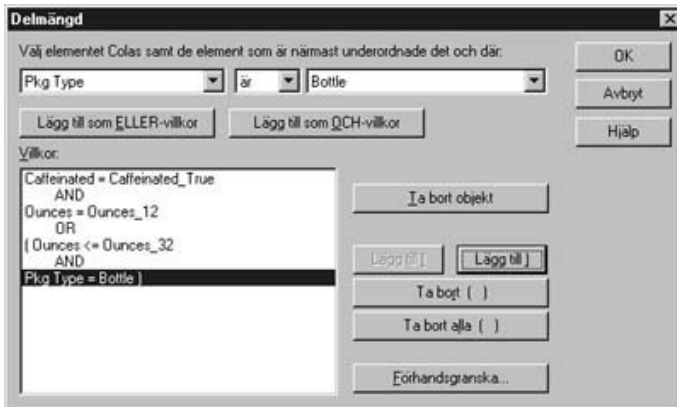 Delmängd
Välj elementet Colas samt de element som är närmast underordnade det och där:
Pkg Type är Bottle
Lägg till som ELLER-villkor Lägg till som OCH-villkor
OK
Avbryt
Hjälp
Villkor:
Caffeinated = Caffeinated_True
AND
Ounces = Ounces_12
OR
( Ounces <= Ounces_32
AND
Pkg Type = Bottle )
Ta bort objekt
Lägg till ( Lägg till )
Ta bort ( )
Ta bort alla ( )
Förhandsgranska...